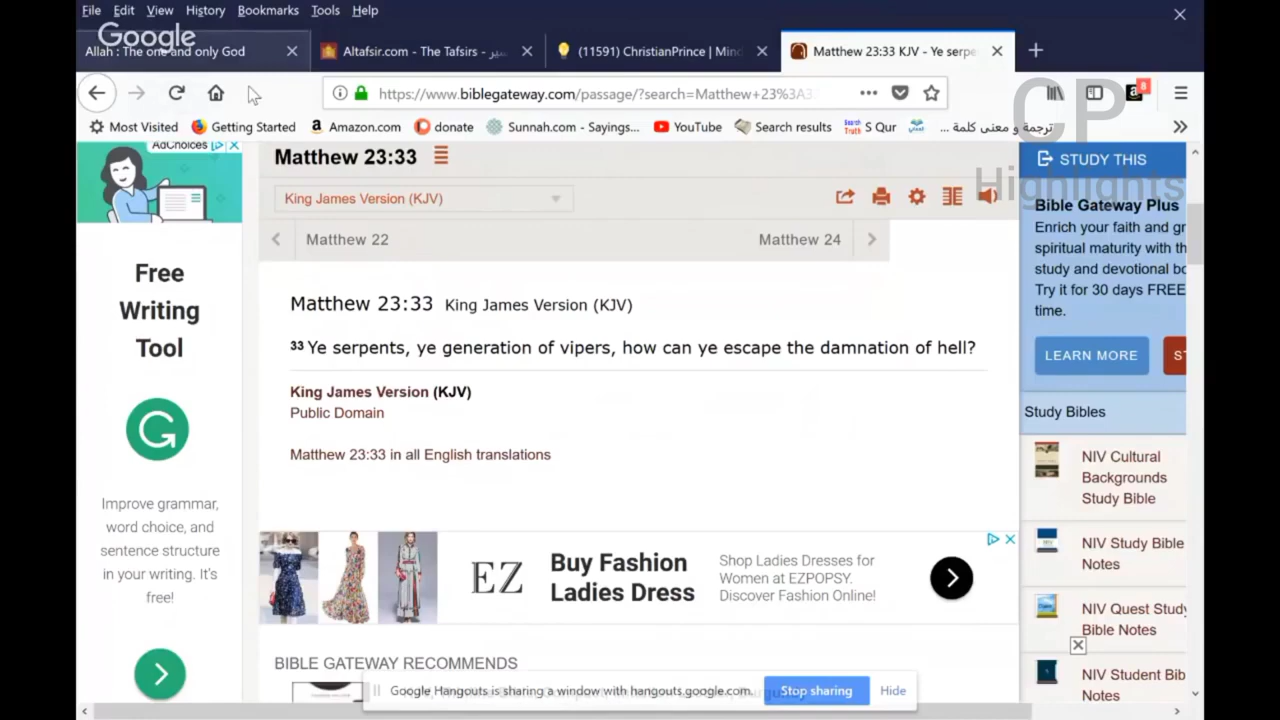 File Edit View History Bookmarks Tools Help
Google
Allah : The one and only God
Altafsir.com - The Tafsirs -
(11591) ChristianPrince | Mind
Matthew 23:33 KJV - Ye serpe
https://www.biblegateway.com/passage/?search=Matthew+23%3A3
8
CP
Highlights
Most Visited Getting Started Amazon.com donate Sunnah.com - Sayings... YouTube Search results S Qur ترجمة و معنى كلمة ...
AdChoices
Free
Writing
Tool
Improve grammar,
word choice, and
sentence structure
in your writing. It's
free!
Matthew 23:33
King James Version (KJV)
Matthew 22
Matthew 24
Matthew 23:33 King James Version (KJV)
33 Ye serpents, ye generation of vipers, how can ye escape the damnation of hell?
King James Version (KJV)
Public Domain
Matthew 23:33 in all English translations
EZ
Buy Fashion
Ladies Dress
Shop Ladies Dresses for
Women at EZPOPSY.
Discover Fashion Online!
BIBLE GATEWAY RECOMMENDS
STUDY THIS
Bible Gateway Plus
Enrich your faith and gr
spiritual maturity with th
study and devotional bo
Try it for 30 days FREE
time.
LEARN MORE
ST
Study Bibles
NIV Cultural
Backgrounds
Study Bible
NIV Study Bible
Notes
NIV Quest Study
Bible Notes
NIV Student Bib
Notes
Google Hangouts is sharing a window with hangouts.google.com.
Stop sharing
Hide